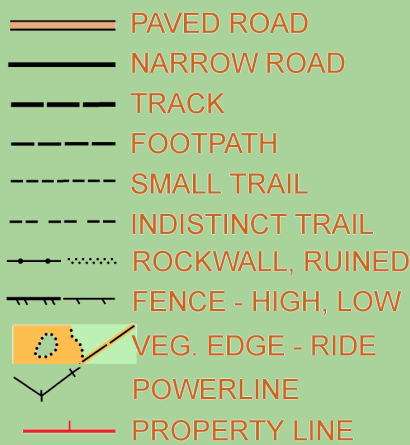 PAVED ROAD
NARROW ROAD
TRACK
FOOTPATH
SMALL TRAIL
INDISTINCT TRAIL
ROCKWALL, RUINED
FENCE - HIGH, LOW
VEG. EDGE - RIDE
POWERLINE
PROPERTY LINE